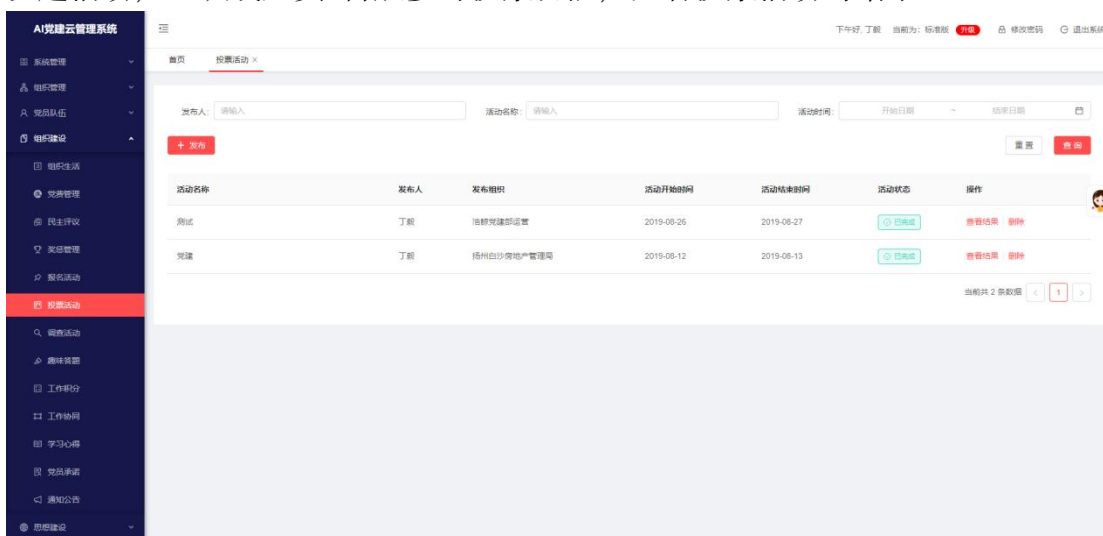 AI党建云管理系统
下午好, 丁毅 当前为: 标准版 升级 修改密码 退出系统
系统管理
首页 投票活动 ×
组织管理
党员队伍
发布人: 请输入 活动名称: 请输入 活动时间: 开始日期 ~ 结束日期
组织建设
+ 发布 重置 查询
组织生活
党费管理
活动名称 发布人 发布组织 活动开始时间 活动结束时间 活动状态 操作
民主评议
测试 丁毅 党建部运营 2019-08-26 2019-08-27 已完成 查看结果 删除
奖惩管理
党建 丁毅 扬州白沙房地产管理局 2019-08-12 2019-08-13 已完成 查看结果 删除
报名活动
当前共 2 条数据 < 1 >
投票活动
调查活动
趣味答题
工作积分
工作协同
学习心得
党员承诺
通知公告
思想建设